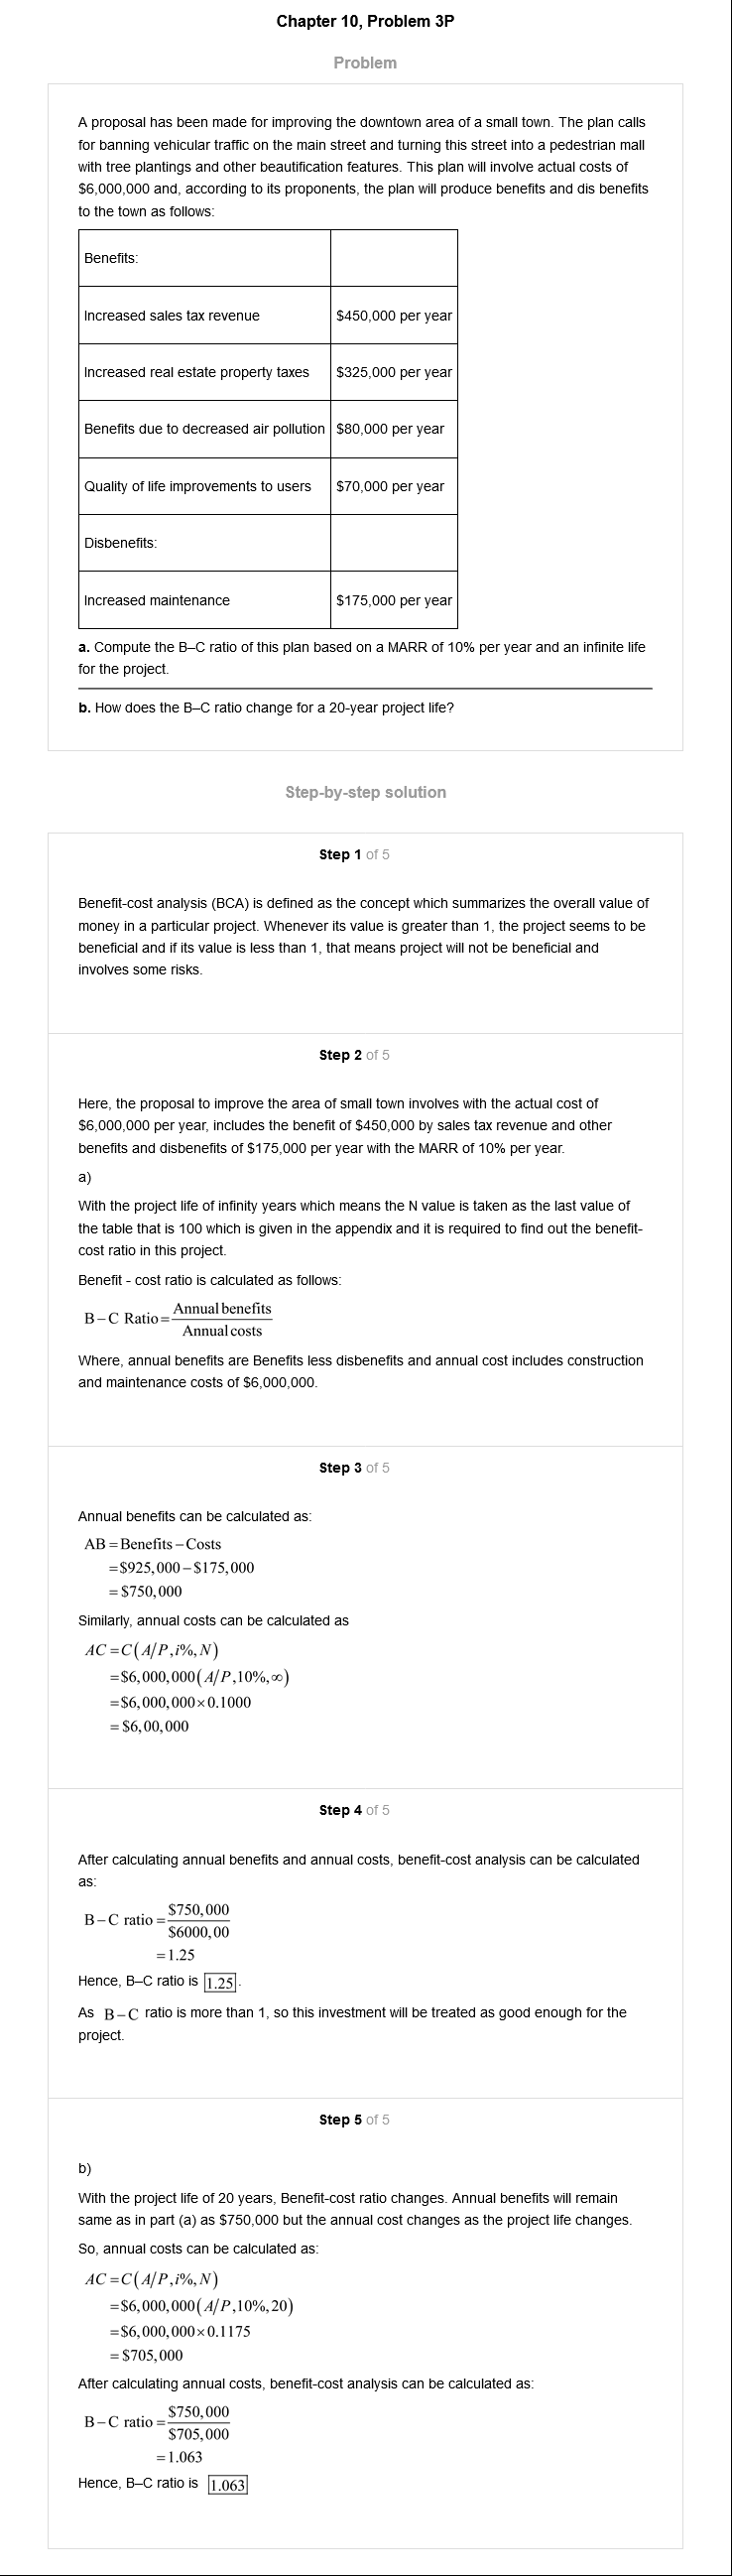 Chapter 10, Problem 3P
Problem
A proposal has been made for improving the downtown area of a small town. The plan calls
for banning vehicular traffic on the main street and turning this street into a pedestrian mall
with tree plantings and other beautification features. This plan will involve actual costs of
$6,000,000 and, according to its proponents, the plan will produce benefits and dis benefits
to the town as follows:
Benefits:
Increased sales tax revenue $450,000 per year
Increased real estate property taxes $325,000 per year
Benefits due to decreased air pollution $80,000 per year
Quality of life improvements to users $70,000 per year
Disbenefits:
Increased maintenance $175,000 per year
a. Compute the B–C ratio of this plan based on a MARR of 10% per year and an infinite life
for the project.
b. How does the B–C ratio change for a 20-year project life?
Step-by-step solution
Step 1 of 5
Benefit-cost analysis (BCA) is defined as the concept which summarizes the overall value of
money in a particular project. Whenever its value is greater than 1, the project seems to be
beneficial and if its value is less than 1, that means project will not be beneficial and
involves some risks.
Step 2 of 5
Here, the proposal to improve the area of small town involves with the actual cost of
$6,000,000 per year, includes the benefit of $450,000 by sales tax revenue and other
benefits and disbenefits of $175,000 per year with the MARR of 10% per year.
a)
With the project life of infinity years which means the N value is taken as the last value of
the table that is 100 which is given in the appendix and it is required to find out the benefit-
cost ratio in this project.
Benefit - cost ratio is calculated as follows:
B–C Ratio = Annual benefits / Annual costs
Where, annual benefits are Benefits less disbenefits and annual cost includes construction
and maintenance costs of $6,000,000.
Step 3 of 5
Annual benefits can be calculated as:
AB = Benefits – Costs
= $925,000 – $175,000
= $750,000
Similarly, annual costs can be calculated as
AC = C(A/P,i%,N)
= $6,000,000(A/P,10%,∞)
= $6,000,000×0.1000
= $6,00,000
Step 4 of 5
After calculating annual benefits and annual costs, benefit-cost analysis can be calculated
as:
B–C ratio = $750,000 / $6000,00
= 1.25
Hence, B–C ratio is 1.25.
As B–C ratio is more than 1, so this investment will be treated as good enough for the
project.
Step 5 of 5
b)
With the project life of 20 years, Benefit-cost ratio changes. Annual benefits will remain
same as in part (a) as $750,000 but the annual cost changes as the project life changes.
So, annual costs can be calculated as:
AC = C(A/P,i%,N)
= $6,000,000(A/P,10%,20)
= $6,000,000×0.1175
= $705,000
After calculating annual costs, benefit-cost analysis can be calculated as:
B–C ratio = $750,000 / $705,000
= 1.063
Hence, B–C ratio is 1.063